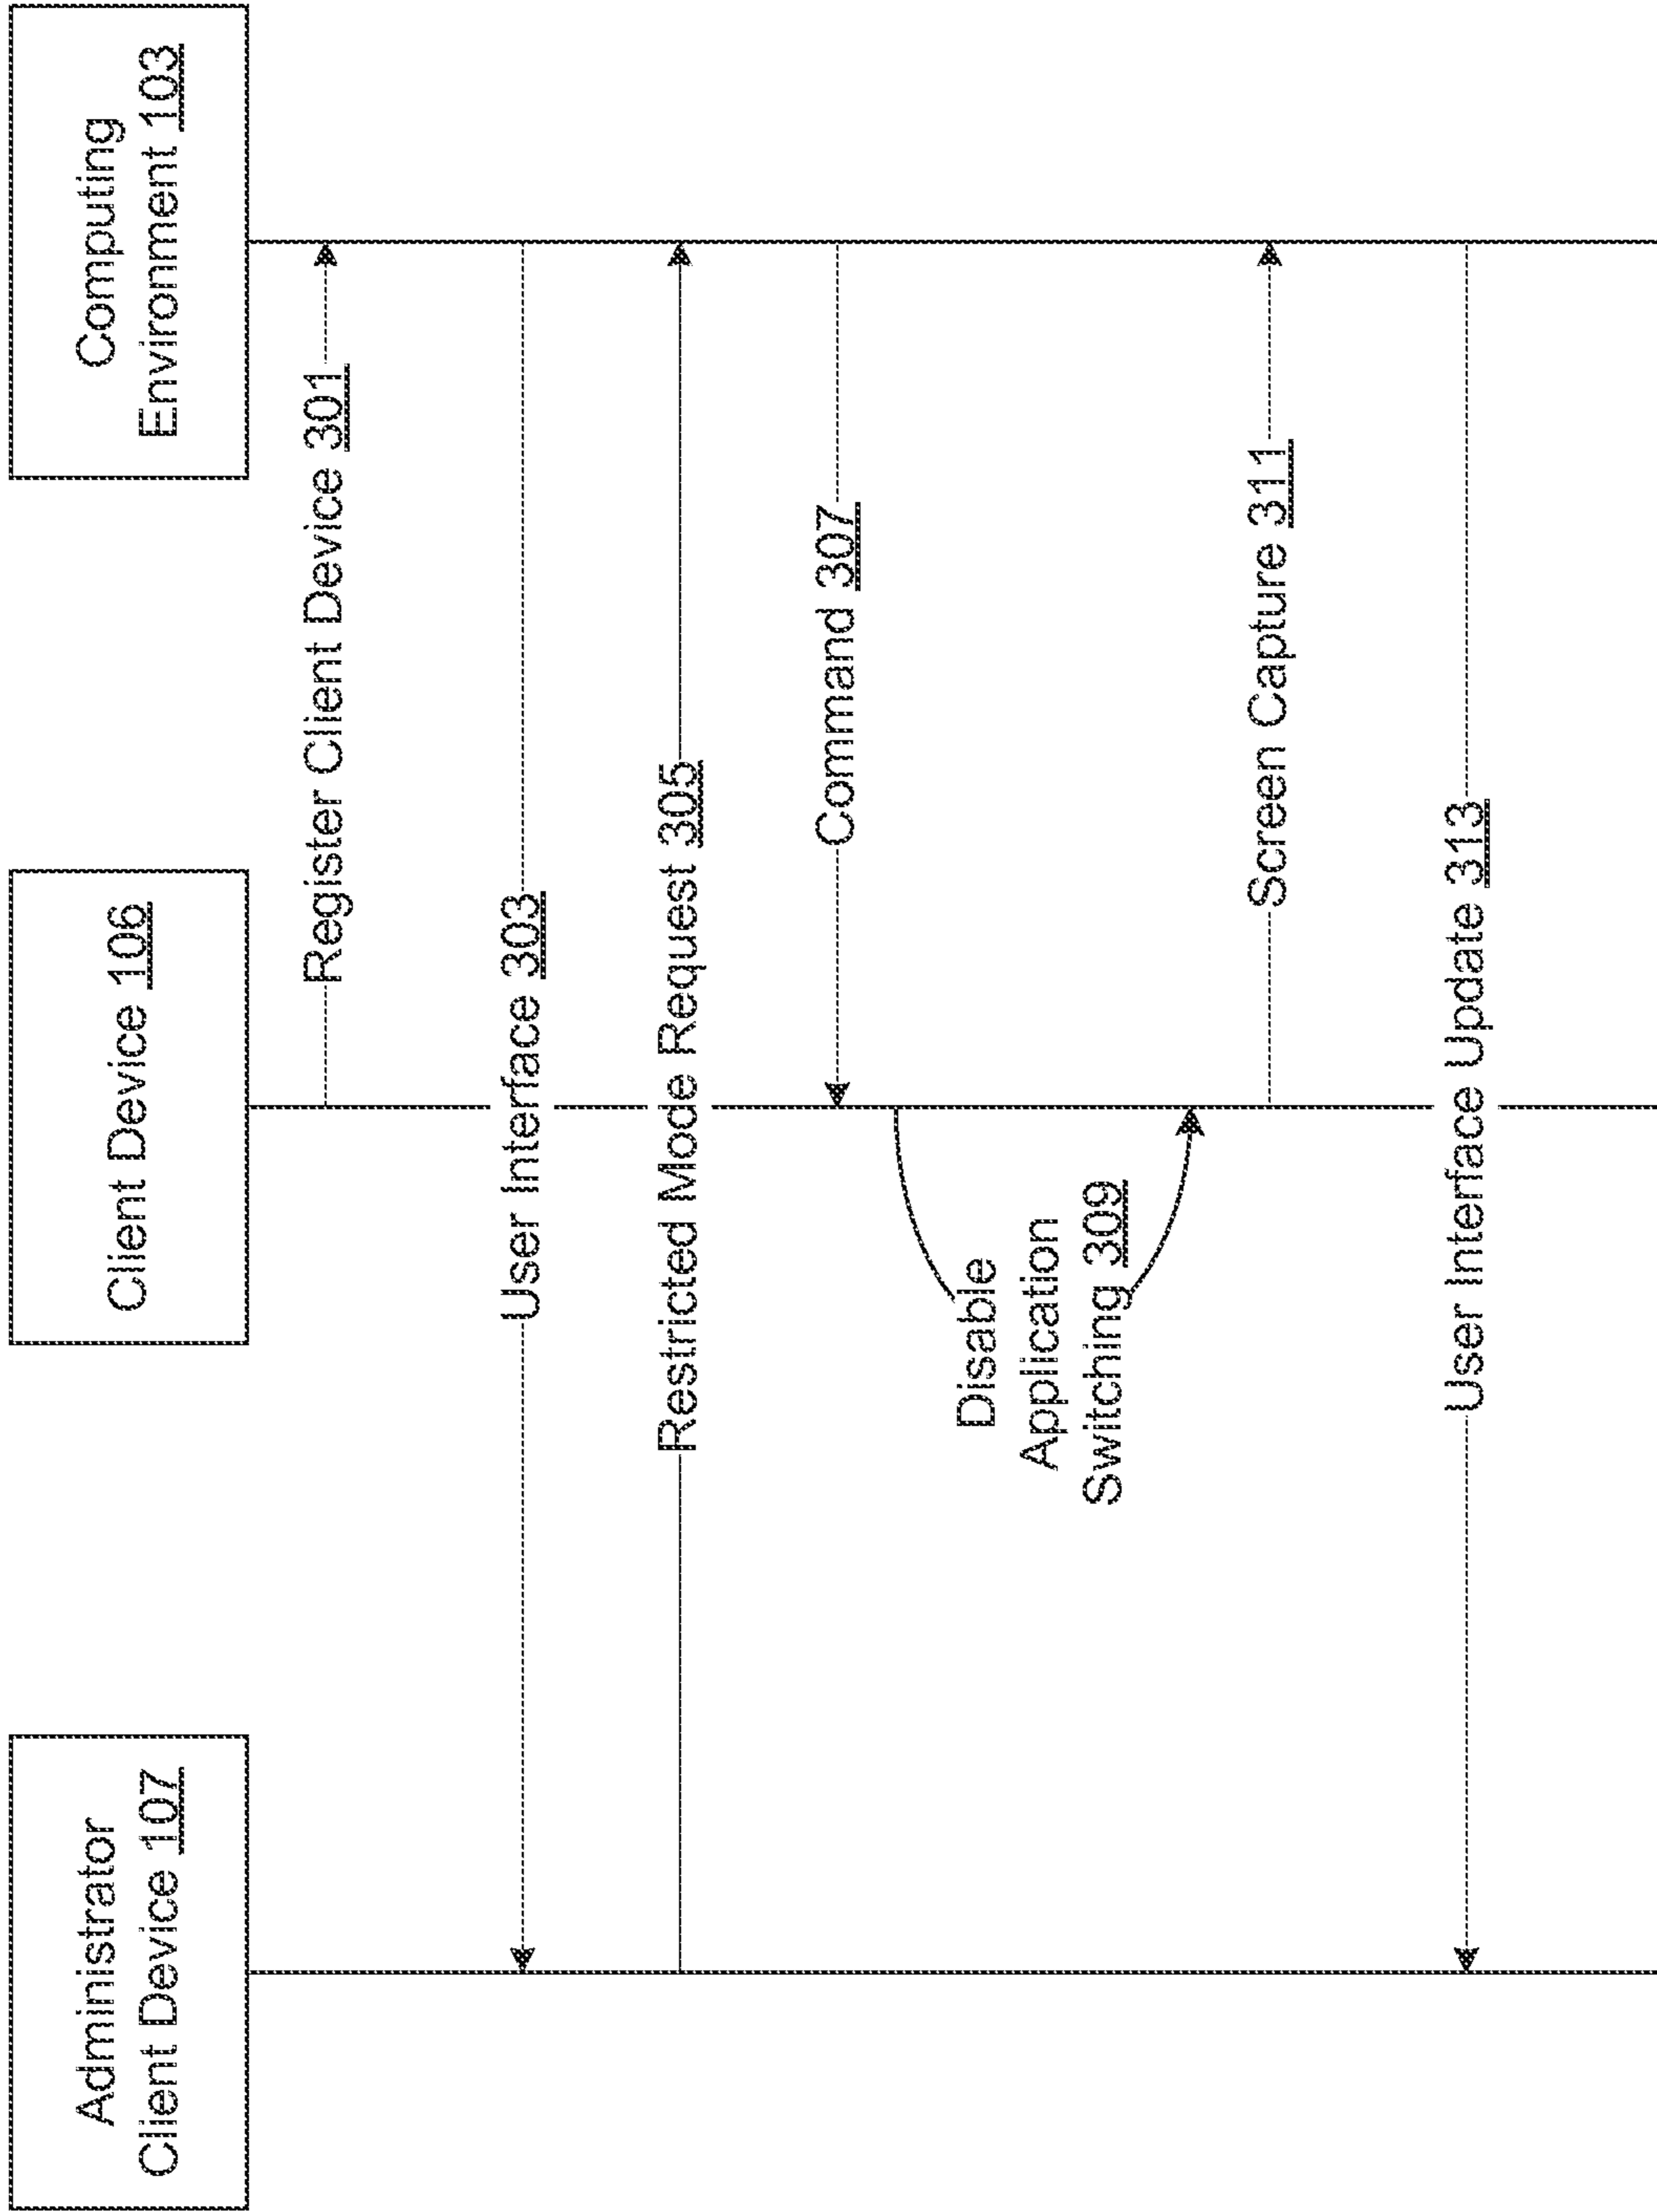 Administrator
Client Device 107
Client Device 106
Computing
Environment 103
Register Client Device 301
User Interface 303
Restricted Mode Request 305
Command 307
Disable
Application
Switching 309
Screen Capture 311
User Interface Update 313